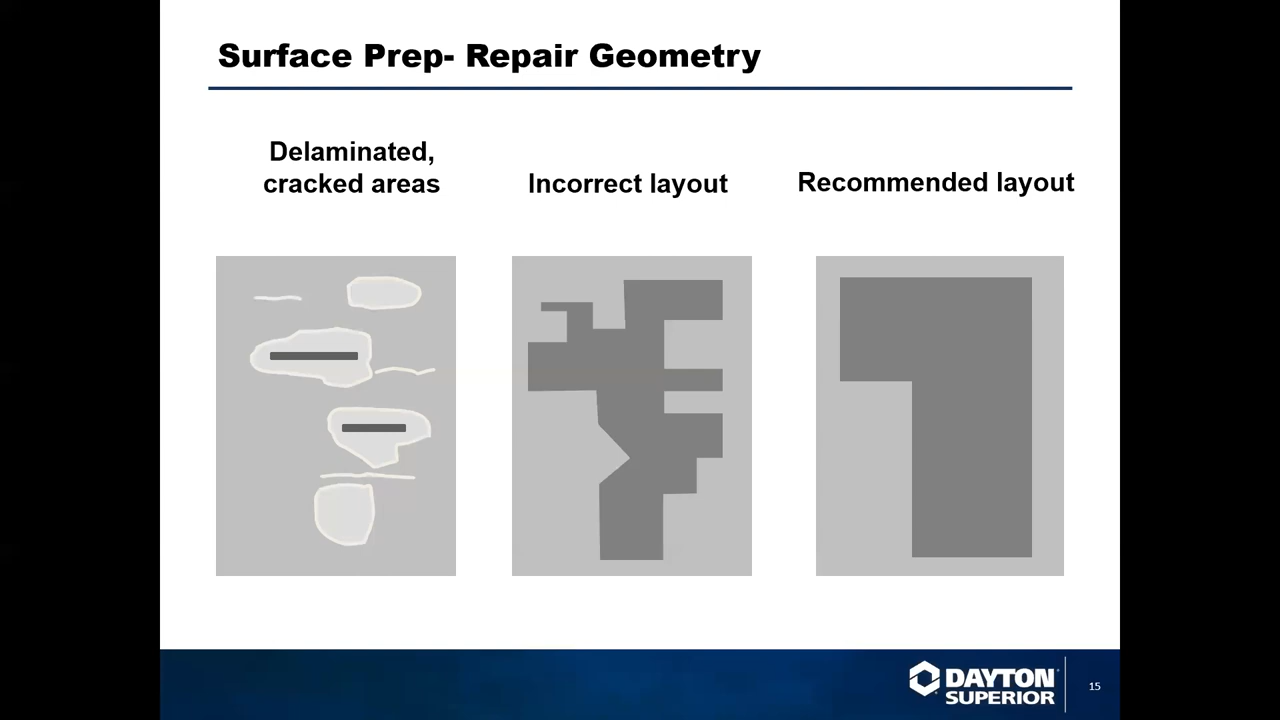 Surface Prep- Repair Geometry
Delaminated,
cracked areas
Incorrect layout
Recommended layout
DAYTON
SUPERIOR
15